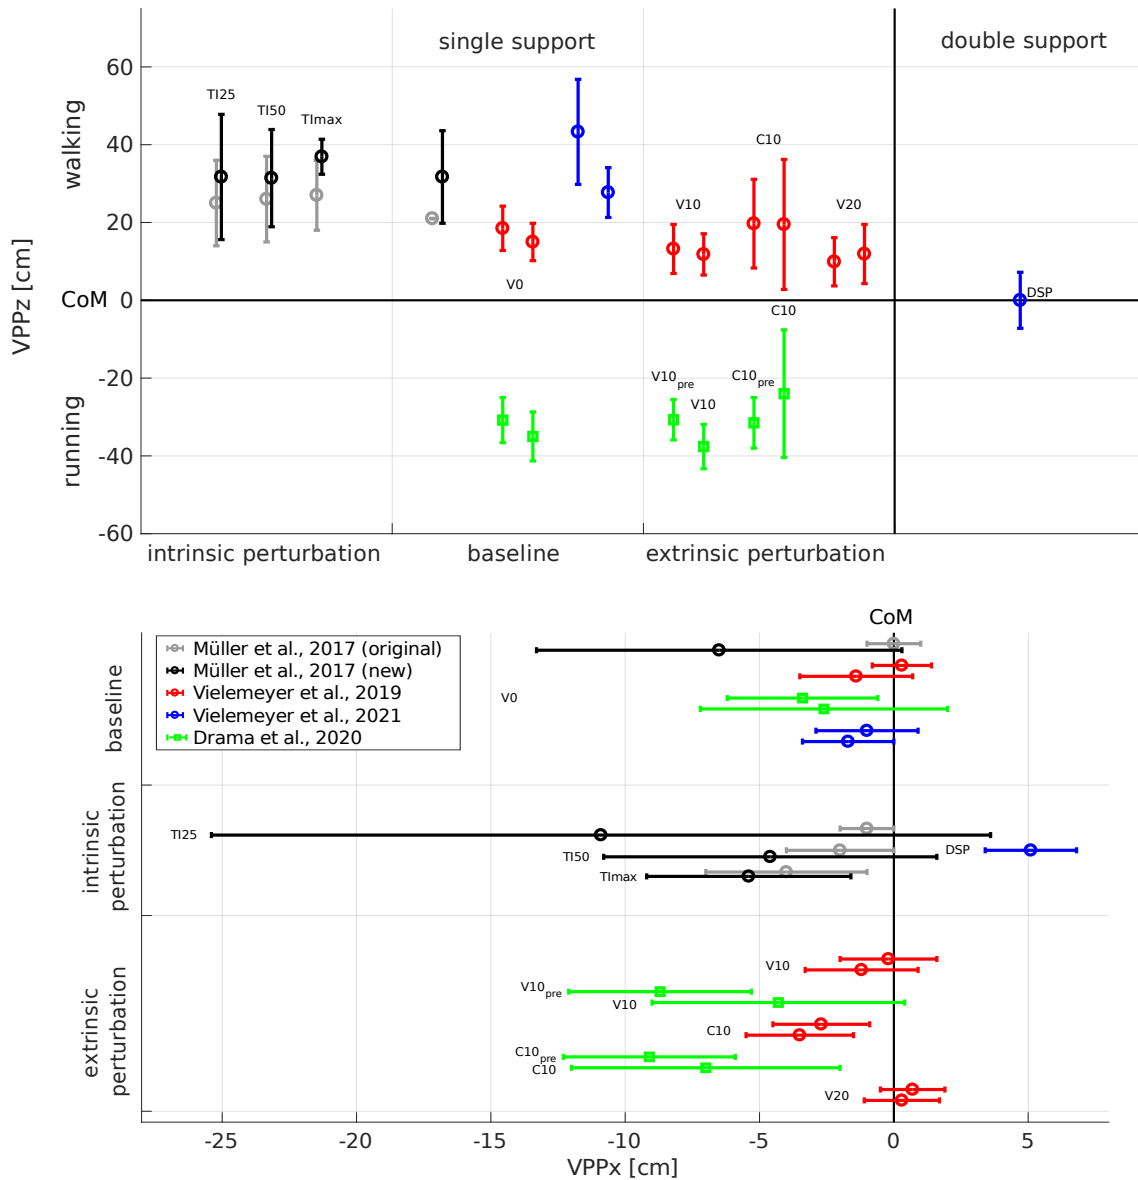 single support
double support
60
TI25
TI50
TImax
walking
40
C10
20
V10
V20
V0
VPPz [cm]
CoM
0
DSP
C10
-20
V10pre
C10pre
V10
running
-40
-60
intrinsic perturbation
baseline
extrinsic perturbation
CoM
Müller et al., 2017 (original)
Müller et al., 2017 (new)
Vielemeyer et al., 2019
Vielemeyer et al., 2021
Drama et al., 2020
baseline
V0
intrinsic
perturbation
TI25
TI50
DSP
TImax
extrinsic
perturbation
V10
V10pre
V10
C10
C10pre
C10
V20
-25
-20
-15
-10
-5
0
5
VPPx [cm]